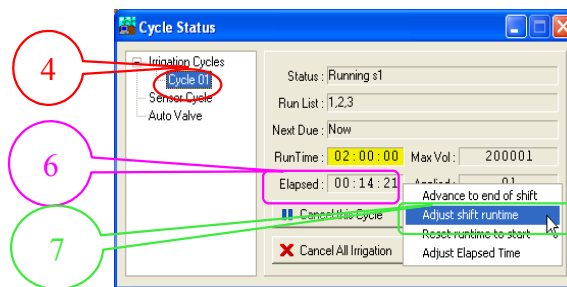 Cycle Status
4
Irrigation Cycles
Cycle 01
Sensor Cycle
Auto Valve
Status : Running s1
Run List : 1,2,3
Next Due : Now
RunTime : 02:00:00 Max Vol : 200001
6
Elapsed : 00:14:21 Applied : 01
Advance to end of shift
7
Cancel this Cycle
Adjust shift runtime
Reset runtime to start
Cancel All Irrigation
Adjust Elapsed Time